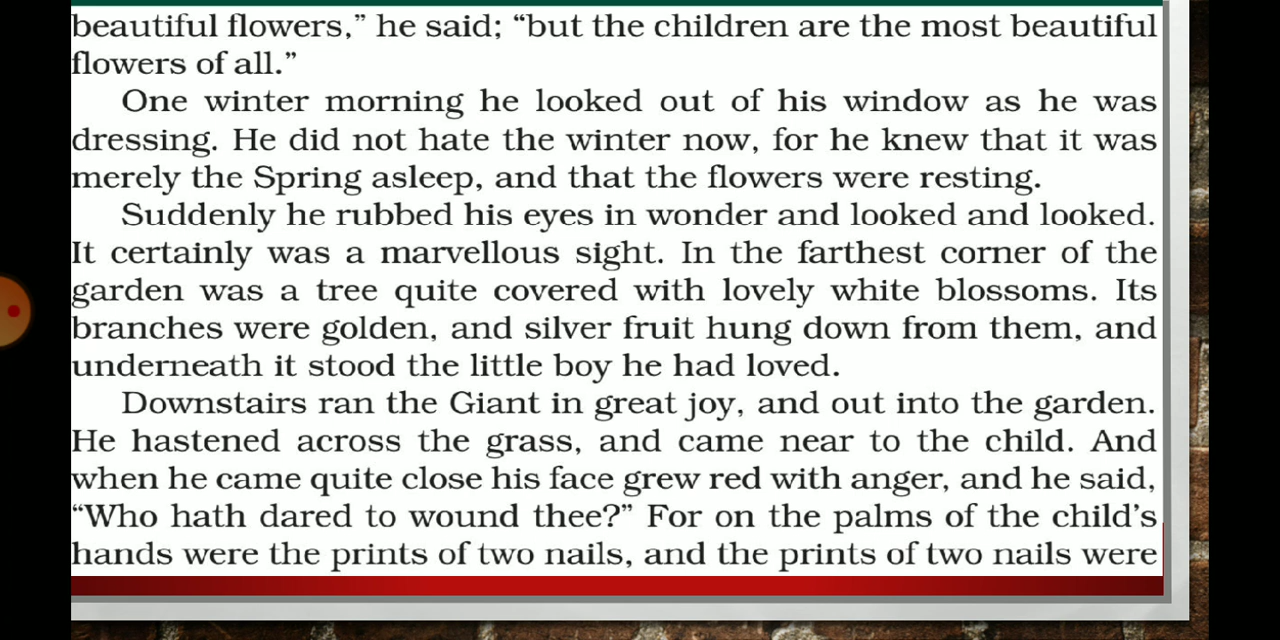 beautiful flowers,” he said; “but the children are the most beautiful
flowers of all.”
One winter morning he looked out of his window as he was
dressing. He did not hate the winter now, for he knew that it was
merely the Spring asleep, and that the flowers were resting.
Suddenly he rubbed his eyes in wonder and looked and looked.
It certainly was a marvellous sight. In the farthest corner of the
garden was a tree quite covered with lovely white blossoms. Its
branches were golden, and silver fruit hung down from them, and
underneath it stood the little boy he had loved.
Downstairs ran the Giant in great joy, and out into the garden.
He hastened across the grass, and came near to the child. And
when he came quite close his face grew red with anger, and he said,
“Who hath dared to wound thee?” For on the palms of the child’s
hands were the prints of two nails, and the prints of two nails were